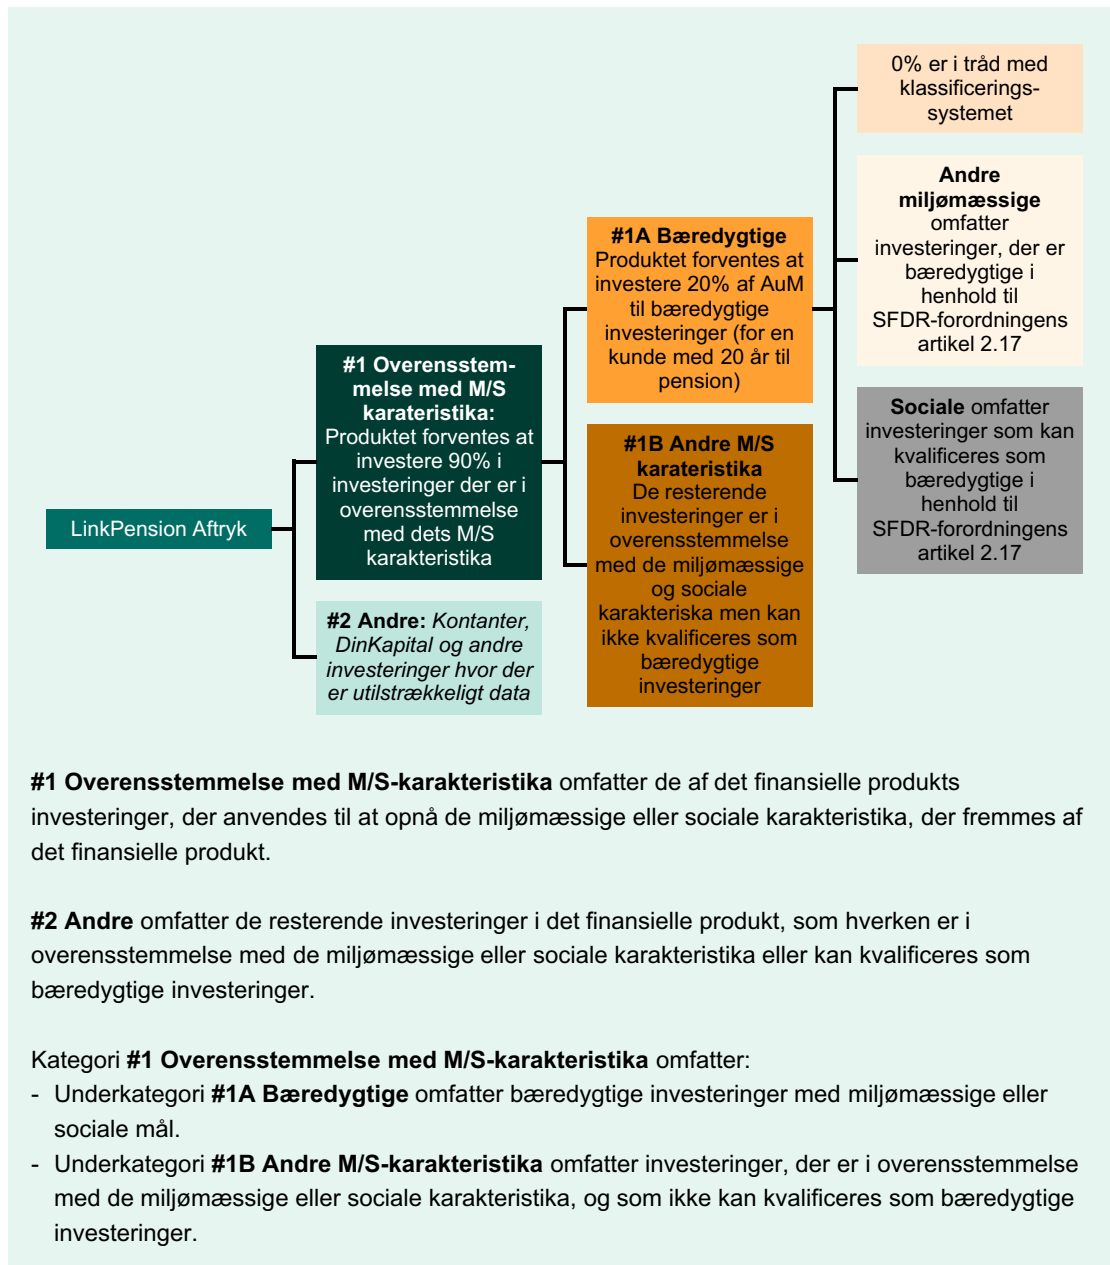 0% er i tråd med
klassificerings-
systemet
Andre
miljømæssige
omfatter
investeringer, der er
bæredygtige i
henhold til
SFDR-forordningens
artikel 2.17
#1A Bæredygtige
Produktet forventes at
investere 20% af AuM
til bæredygtige
investeringer (for en
kunde med 20 år til
pension)
#1 Overensstem-
melse med M/S
karateristika:
Produktet forventes at
investere 90% i
investeringer der er i
overensstemmelse
med dets M/S
karakteristika
Sociale omfatter
investeringer som kan
kvalificeres som
bæredygtige i
henhold til
SFDR-forordningens
artikel 2.17
#1B Andre M/S
karateristika
De resterende
investeringer er i
overensstemmelse
med de miljømæssige
og sociale
karakteriska men kan
ikke kvalificeres som
bæredygtige
investeringer
LinkPension Aftryk
#2 Andre: Kontanter,
DinKapital og andre
investeringer hvor der
er utilstrækkeligt data
#1 Overensstemmelse med M/S-karakteristika omfatter de af det finansielle produkts
investeringer, der anvendes til at opnå de miljømæssige eller sociale karakteristika, der fremmes af
det finansielle produkt.
#2 Andre omfatter de resterende investeringer i det finansielle produkt, som hverken er i
overensstemmelse med de miljømæssige eller sociale karakteristika eller kan kvalificeres som
bæredygtige investeringer.
Kategori #1 Overensstemmelse med M/S-karakteristika omfatter:
- Underkategori #1A Bæredygtige omfatter bæredygtige investeringer med miljømæssige eller
sociale mål.
- Underkategori #1B Andre M/S-karakteristika omfatter investeringer, der er i overensstemmelse
med de miljømæssige eller sociale karakteristika, og som ikke kan kvalificeres som bæredygtige
investeringer.